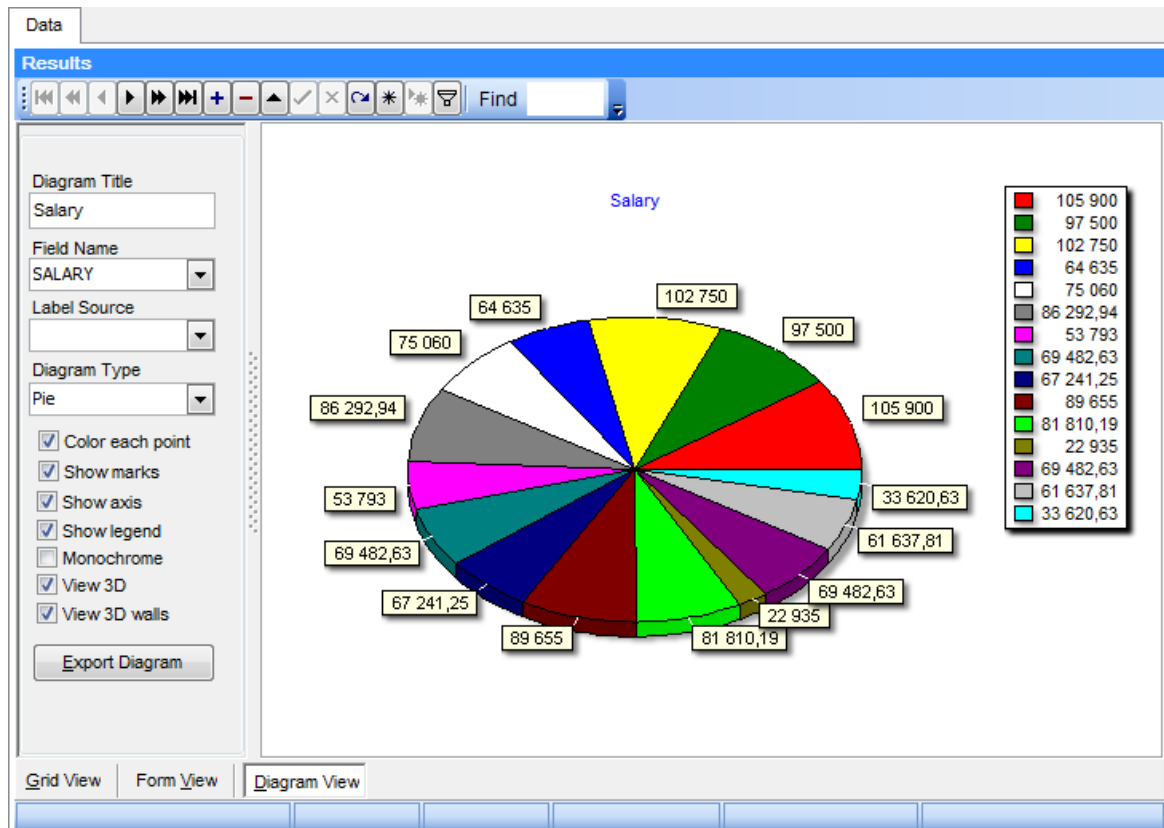 Data
Results
Find
Diagram Title
Salary
Field Name
SALARY
Label Source
Diagram Type
Pie
Color each point
Show marks
Show axis
Show legend
Monochrome
View 3D
View 3D walls
Export Diagram
Salary
102 750
64 635
97 500
75 060
86 292,94
105 900
53 793
33 620,63
61 637,81
69 482,63
69 482,63
67 241,25
22 935
89 655
81 810,19
105 900
97 500
102 750
64 635
75 060
86 292,94
53 793
69 482,63
67 241,25
89 655
81 810,19
22 935
69 482,63
61 637,81
33 620,63
Grid View
Form View
Diagram View